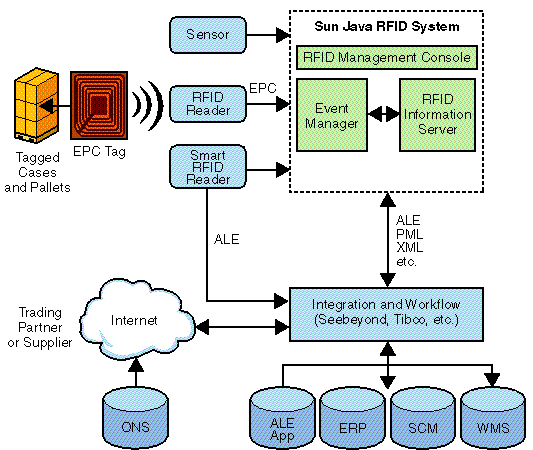 Sun Java RFID System
Sensor
RFID Management Console
RFID
Reader
EPC
Event
Manager
RFID
Information
Server
EPC Tag
Tagged
Cases
and Pallets
Smart
RFID
Reader
ALE
ALE
PML
XML
etc.
Trading
Partner
or Supplier
Internet
Integration and Workflow
(Seebeyond, Tibco, etc.)
ONS
ALE
App
ERP
SCM
WMS